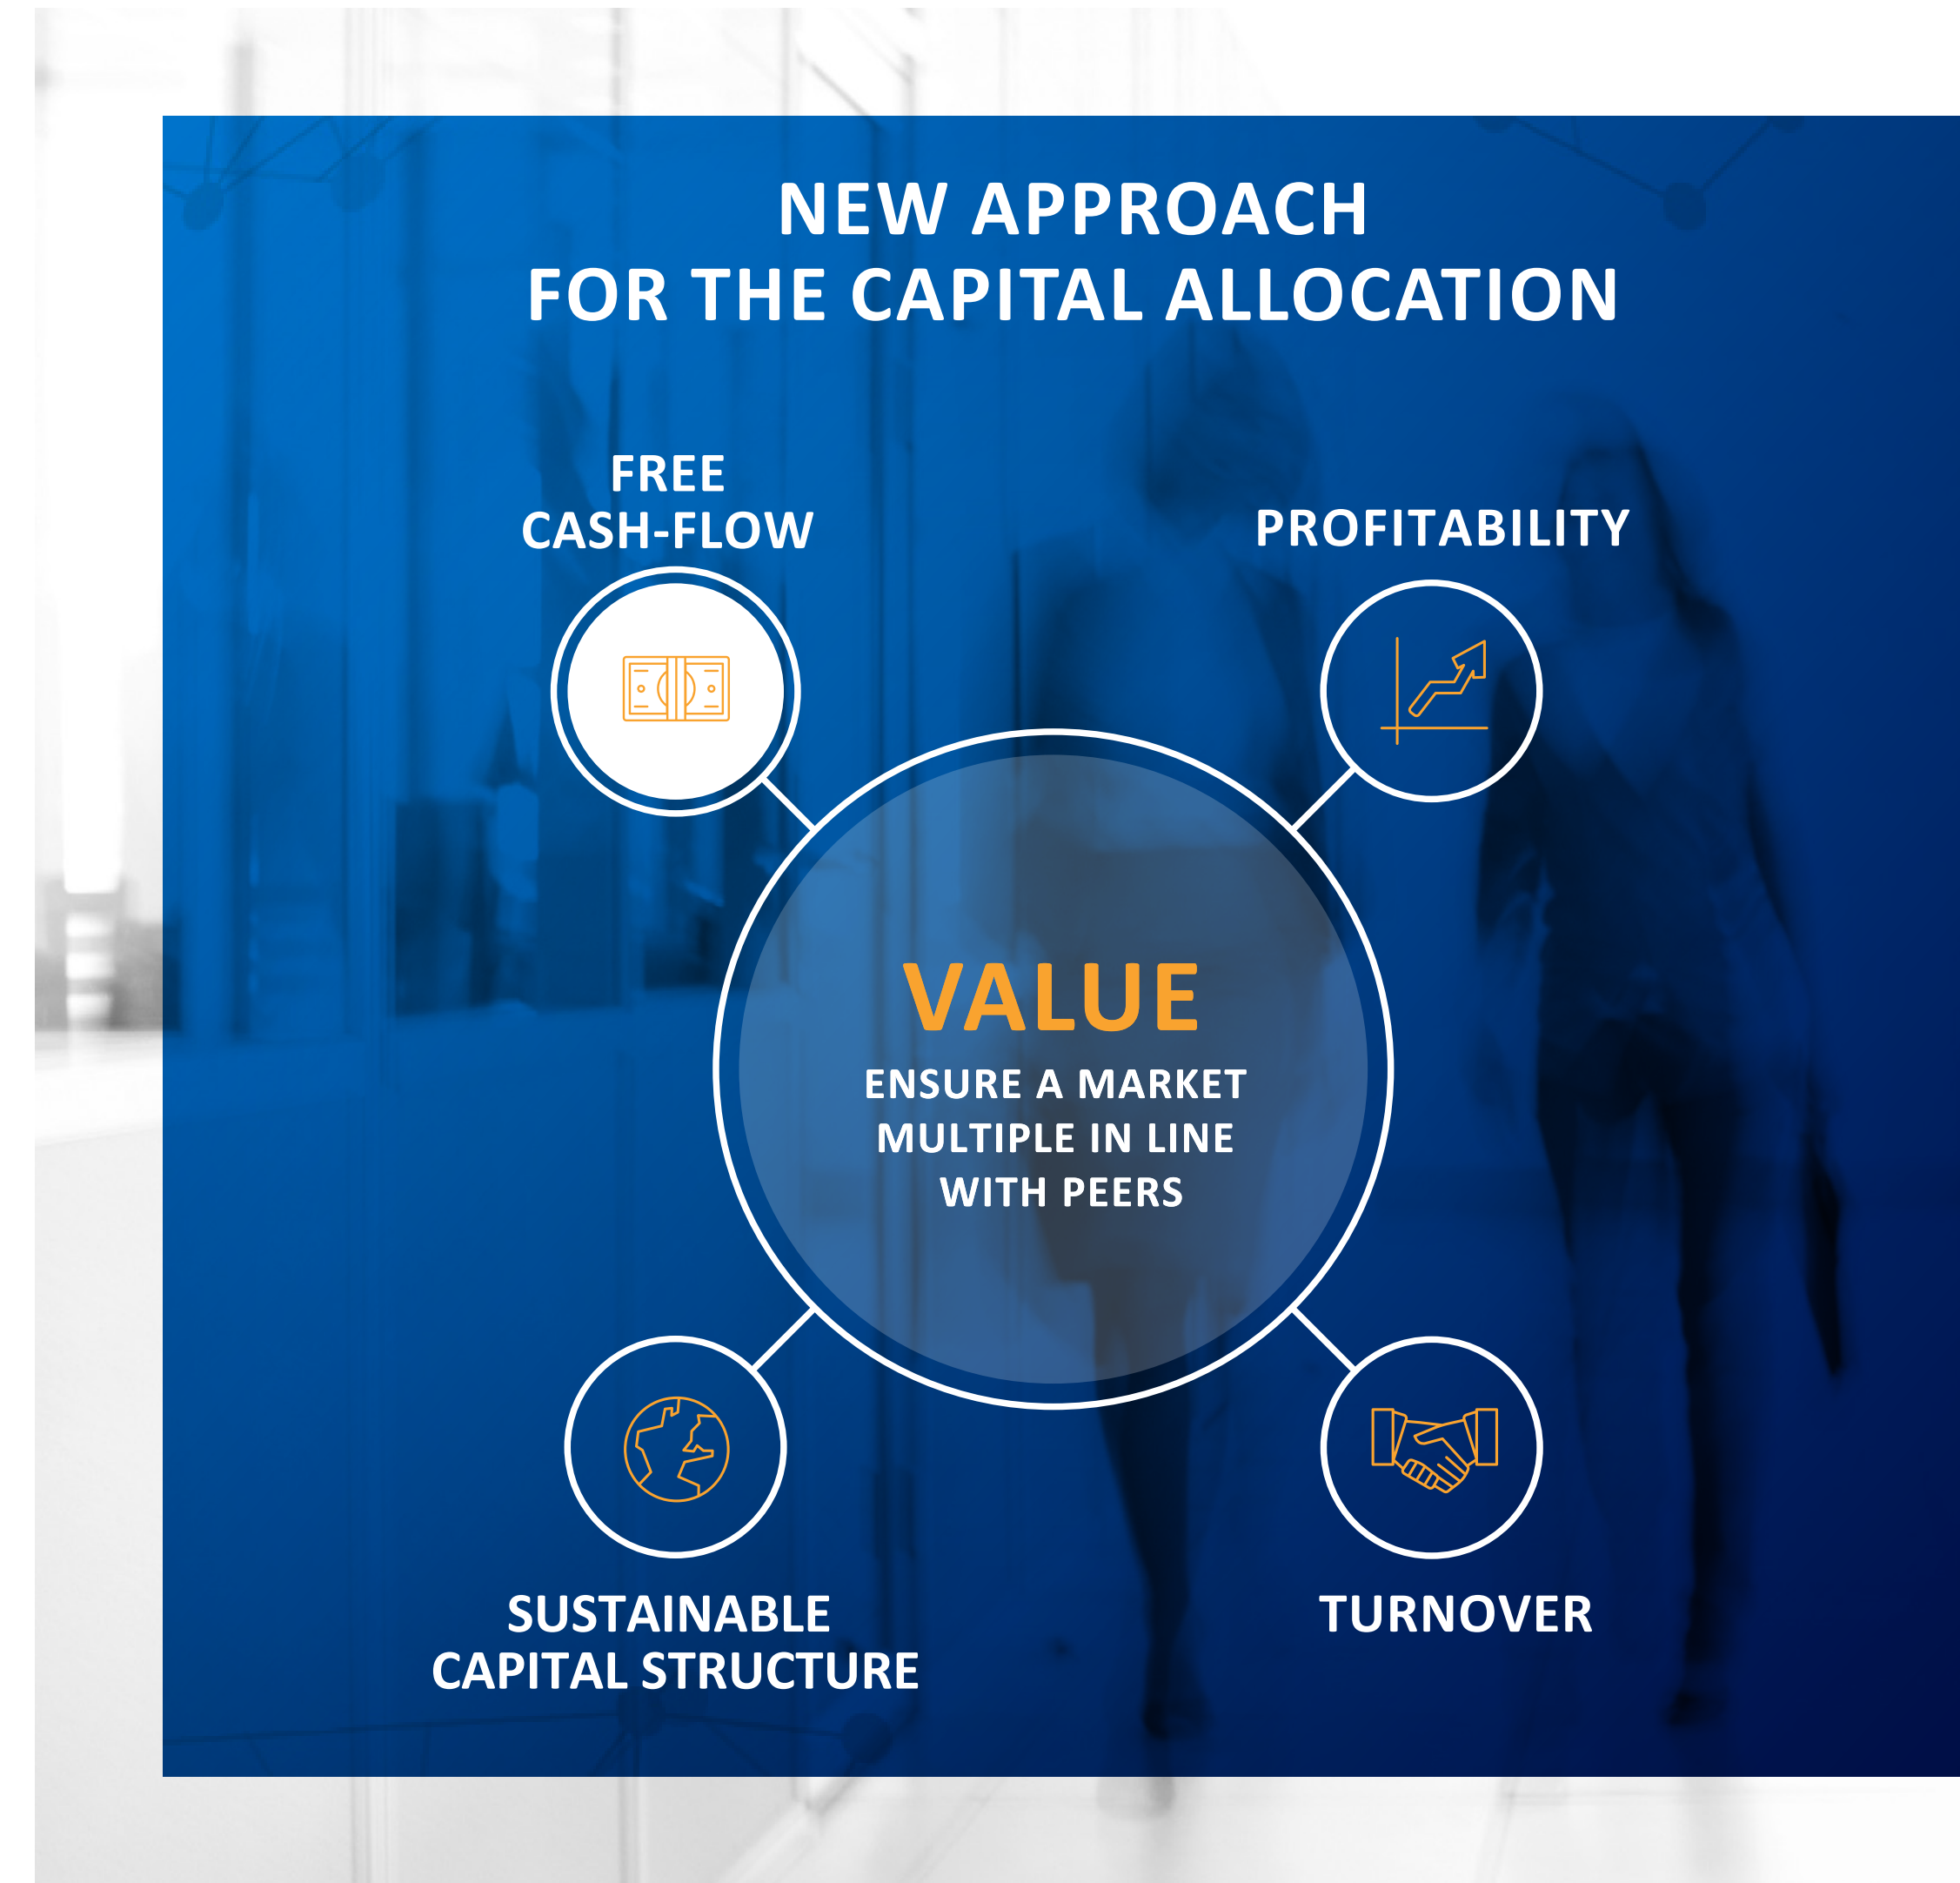 NEW APPROACH
FOR THE CAPITAL ALLOCATION
FREE
CASH-FLOW
PROFITABILITY
VALUE
ENSURE A MARKET
MULTIPLE IN LINE
WITH PEERS
SUSTAINABLE
CAPITAL STRUCTURE
TURNOVER